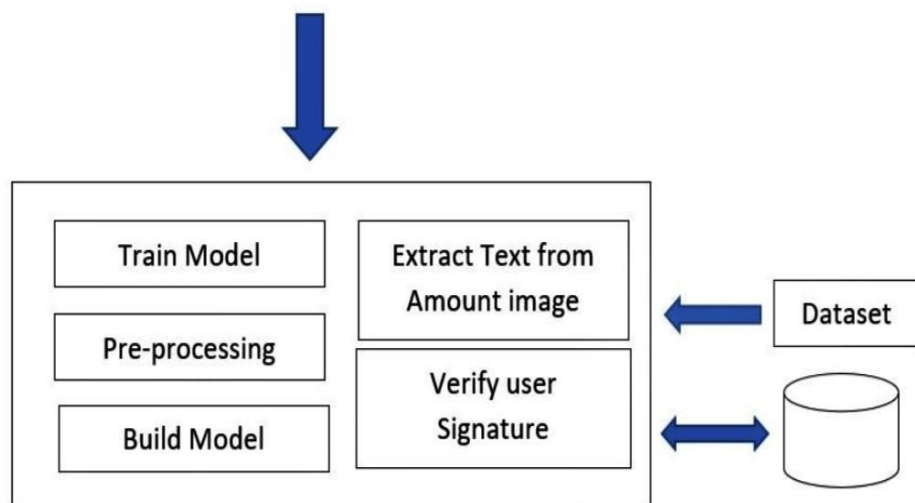 Train Model
Pre-processing
Build Model
Extract Text from
Amount image
Verify user
Signature
Dataset